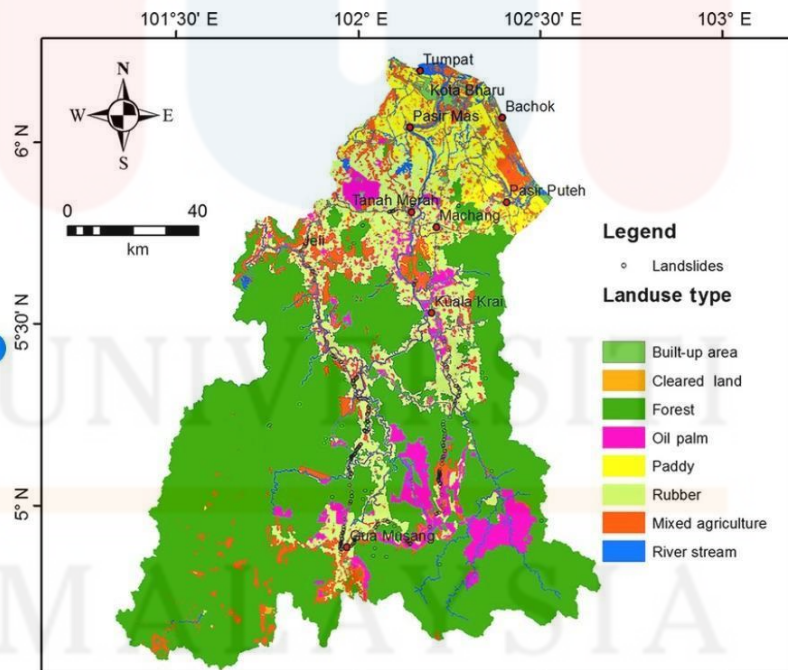 101°30' E
102° E
102°30' E
103° E
6° N
5°30' N
5° N
N
W
E
S
0
40
km
Tumpat
Kota Bharu
Bachok
Pasir Mas
Pasir Puteh
Tanah Merah
Machang
Jeli
Kuala Krai
Gua Musang
Legend
Landslides
Landuse type
Built-up area
Cleared land
Forest
Oil palm
Paddy
Rubber
Mixed agriculture
River stream
UNIVERSITI
MALAYSIA